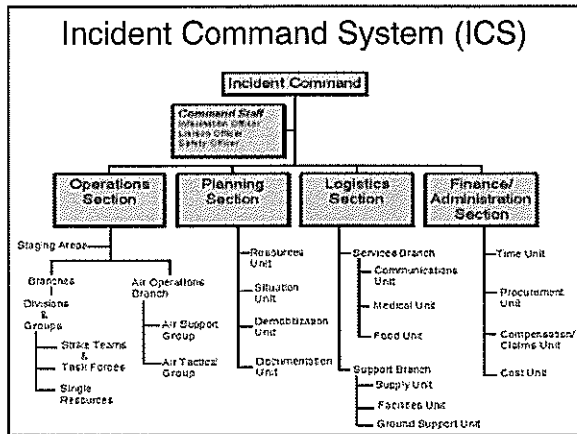 Incident Command System (ICS)
Incident Command
Command Staff
Information Officer
Liaison Officer
Safety Officer
Operations
Section
Planning
Section
Logistics
Section
Finance/
Administration
Section
Staging Areas
Branches
Divisions
&
Groups
Strike Teams
&
Task Forces
Single
Resources
Air Operations
Branch
Air Support
Group
Air Tactical
Group
Resources
Unit
Situation
Unit
Demobilization
Unit
Documentation
Unit
Services Branch
Communications
Unit
Medical Unit
Food Unit
Support Branch
Supply Unit
Facilities Unit
Ground Support Unit
Time Unit
Procurement
Unit
Compensation/
Claims Unit
Cost Unit